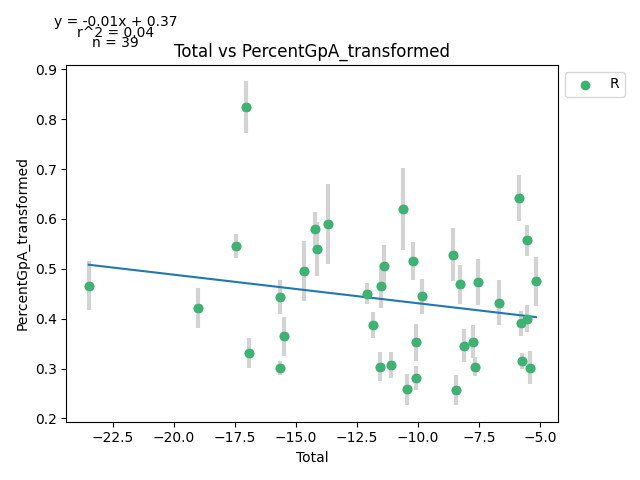 y = -0.01x + 0.37
r^2 = 0.04
n = 39
Total vs PercentGpA_transformed
R
PercentGpA_transformed
0.9
0.8
0.7
0.6
0.5
0.4
0.3
0.2
−22.5 −20.0 −17.5 −15.0 −12.5 −10.0 −7.5 −5.0
Total